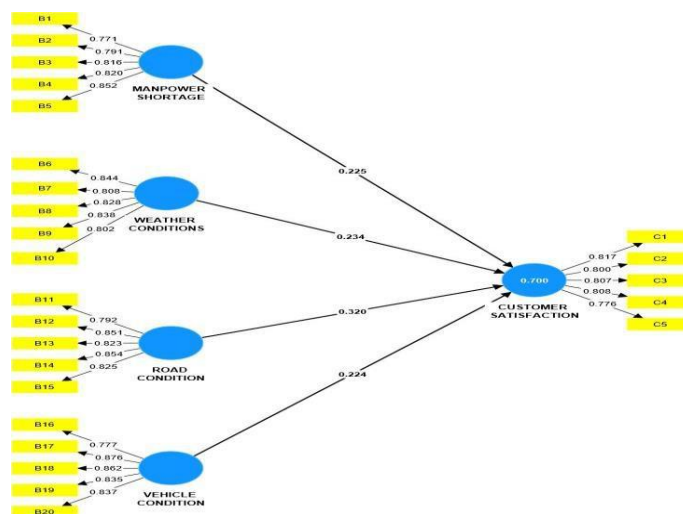 B1
B2
B3
B4
B5
0.771
0.791
0.816
0.820
0.852
MANPOWER
SHORTAGE
0.225
B6
B7
B8
B9
B10
0.844
0.808
0.828
0.838
0.802
WEATHER
CONDITIONS
0.234
B11
B12
B13
B14
B15
0.792
0.851
0.823
0.854
0.825
ROAD
CONDITION
0.320
B16
B17
B18
B19
B20
0.777
0.876
0.862
0.835
0.837
VEHICLE
CONDITION
0.224
0.700
CUSTOMER
SATISFACTION
0.817
0.800
0.807
0.808
0.776
C1
C2
C3
C4
C5